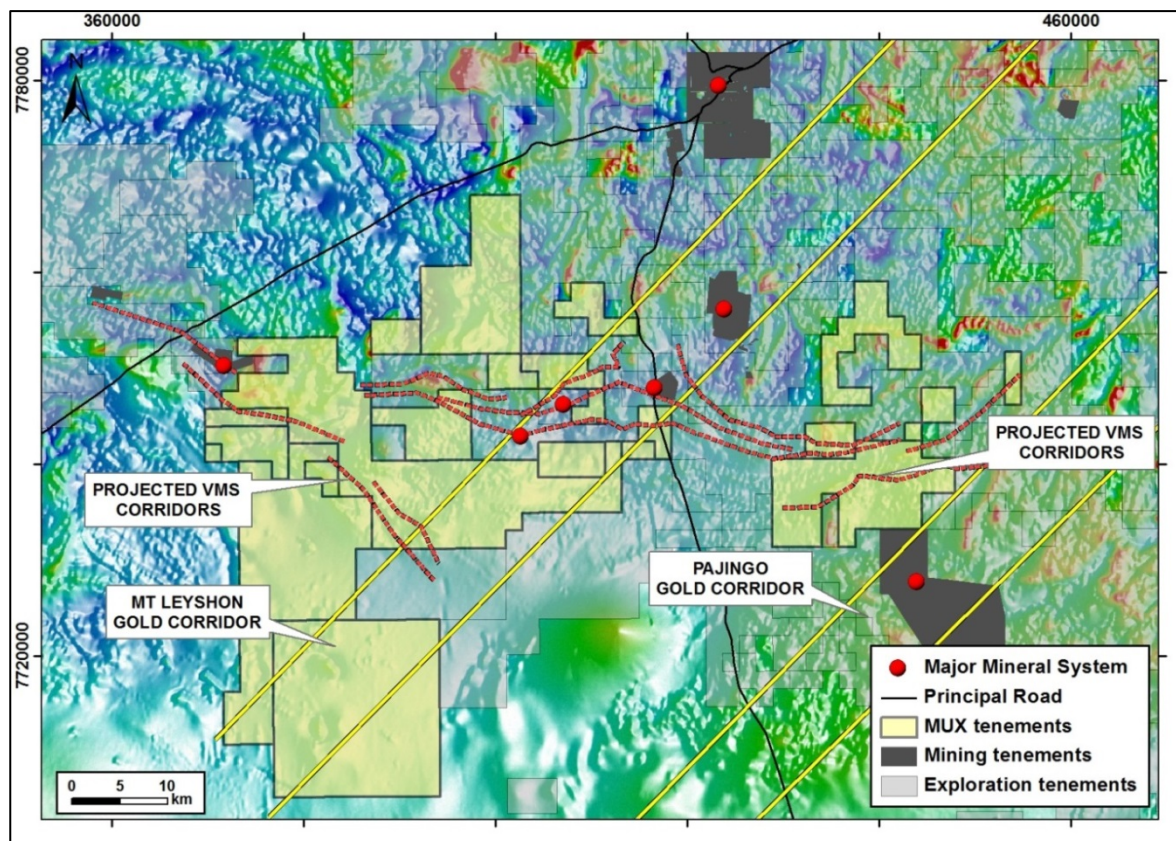 360000
460000
7780000
N
PROJECTED VMS
CORRIDORS
PROJECTED VMS
CORRIDORS
MT LEYSHON
GOLD CORRIDOR
PAJINGO
GOLD CORRIDOR
7720000
Major Mineral System
Principal Road
MUX tenements
Mining tenements
Exploration tenements
0 5 10
km